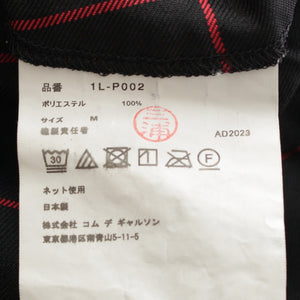 品番 1L-P002
ポリエステル 100%
サイズ M
縫製責任者
三浦
AD2023
30 F
ネット使用
日本製
株式会社 コム デ ギャルソン
東京都港区南青山5-11-5